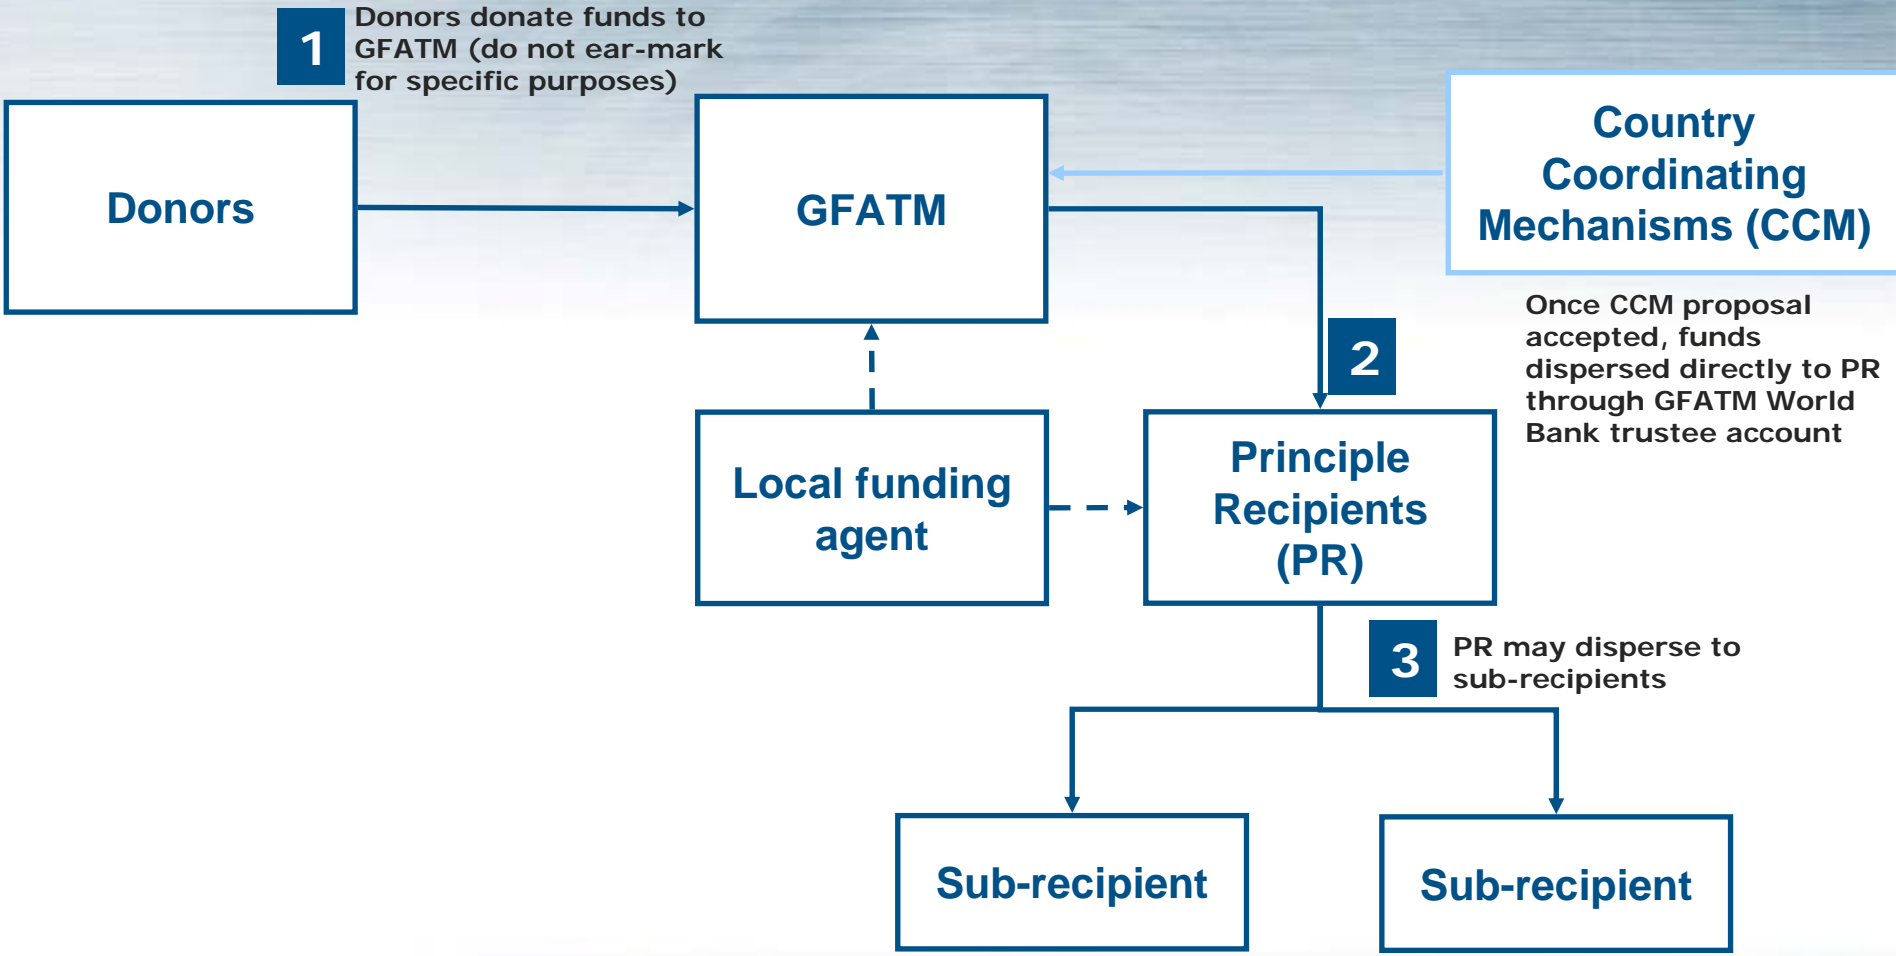 1
Donors donate funds to
GFATM (do not ear-mark
for specific purposes)
Donors
GFATM
Country
Coordinating
Mechanisms (CCM)
Once CCM proposal
accepted, funds
dispersed directly to PR
through GFATM World
Bank trustee account
2
Local funding
agent
Principle
Recipients
(PR)
3
PR may disperse to
sub-recipients
Sub-recipient
Sub-recipient